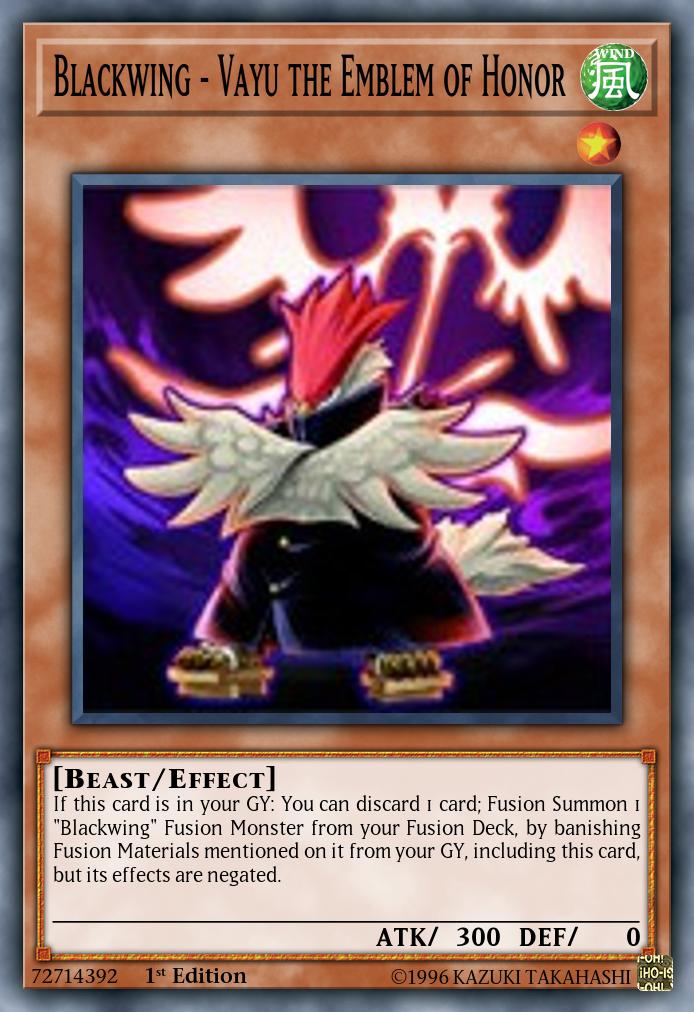 Blackwing - Vayu the Emblem of Honor
WIND
風
[Beast/Effect]
If this card is in your GY: You can discard 1 card; Fusion Summon 1
"Blackwing" Fusion Monster from your Fusion Deck, by banishing
Fusion Materials mentioned on it from your GY, including this card,
but its effects are negated.
ATK/ 300 DEF/ 0
72714392 1st Edition ©1996 KAZUKI TAKAHASHI